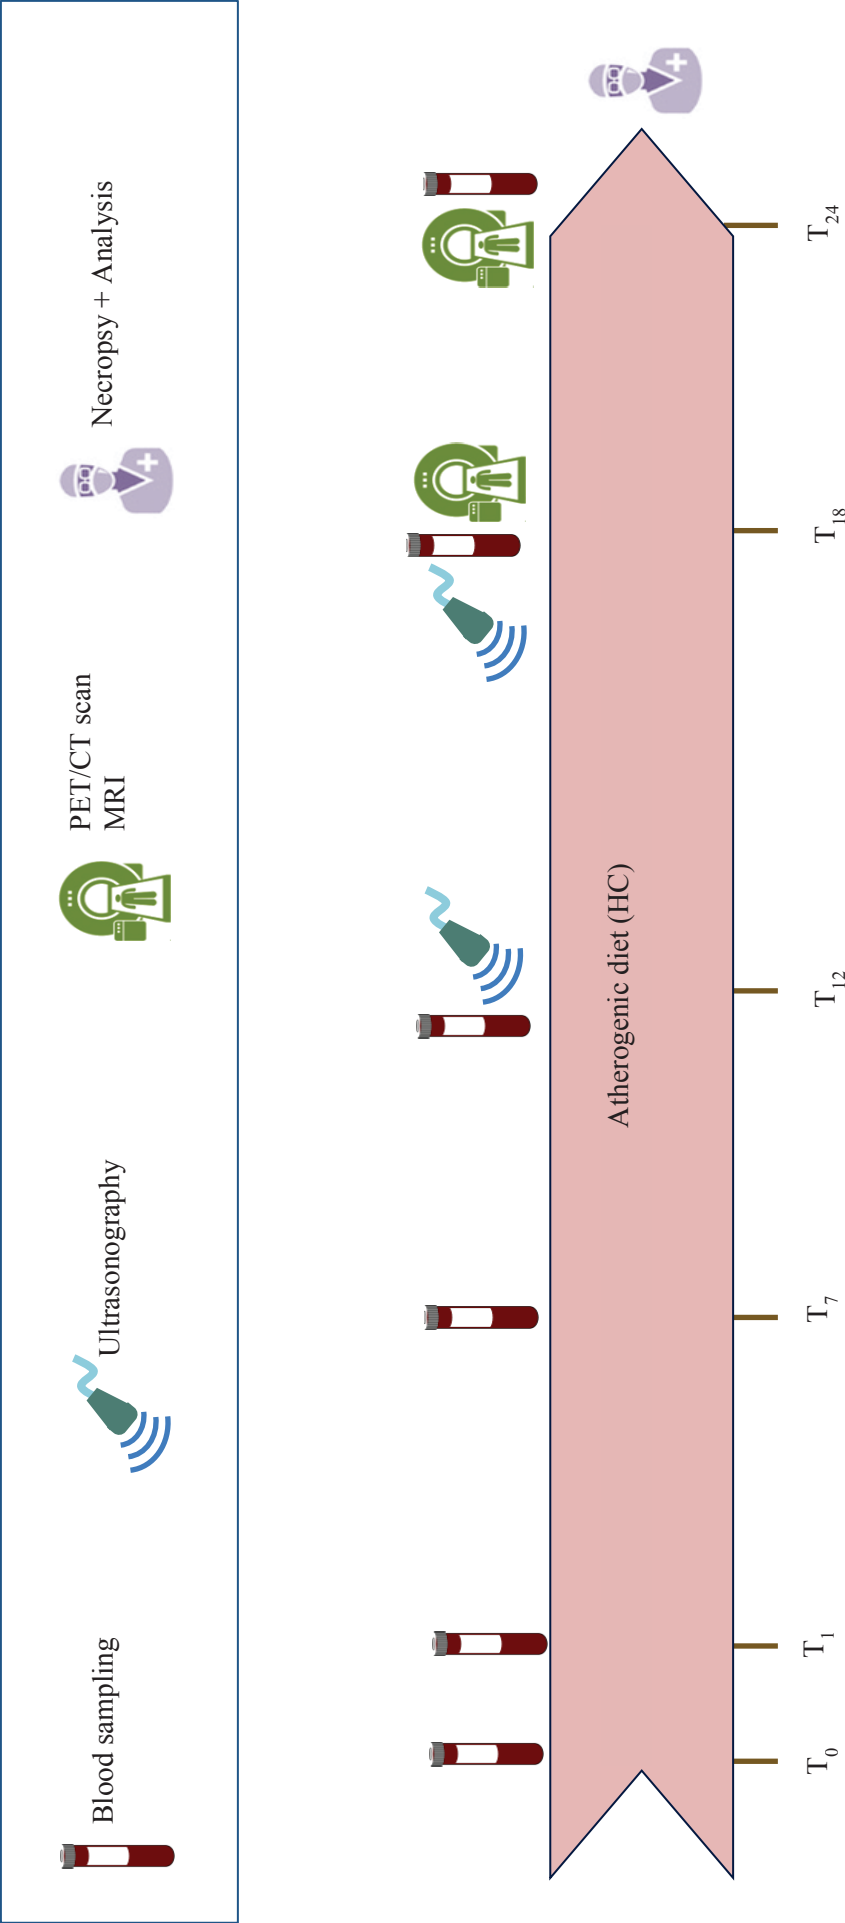 Blood sampling
Ultrasonography
PET/CT scan
MRI
Necropsy + Analysis
Atherogenic diet (HC)
T0
T1
T7
T12
T18
T24